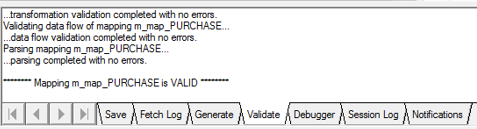 ...transformation validation completed with no errors.
Validating data flow of mapping m_map_PURCHASE...
...data flow validation completed with no errors.
Parsing mapping m_map_PURCHASE...
...parsing completed with no errors.
******** Mapping m_map_PURCHASE is VALID ********
Save Fetch Log Generate Validate Debugger Session Log Notifications